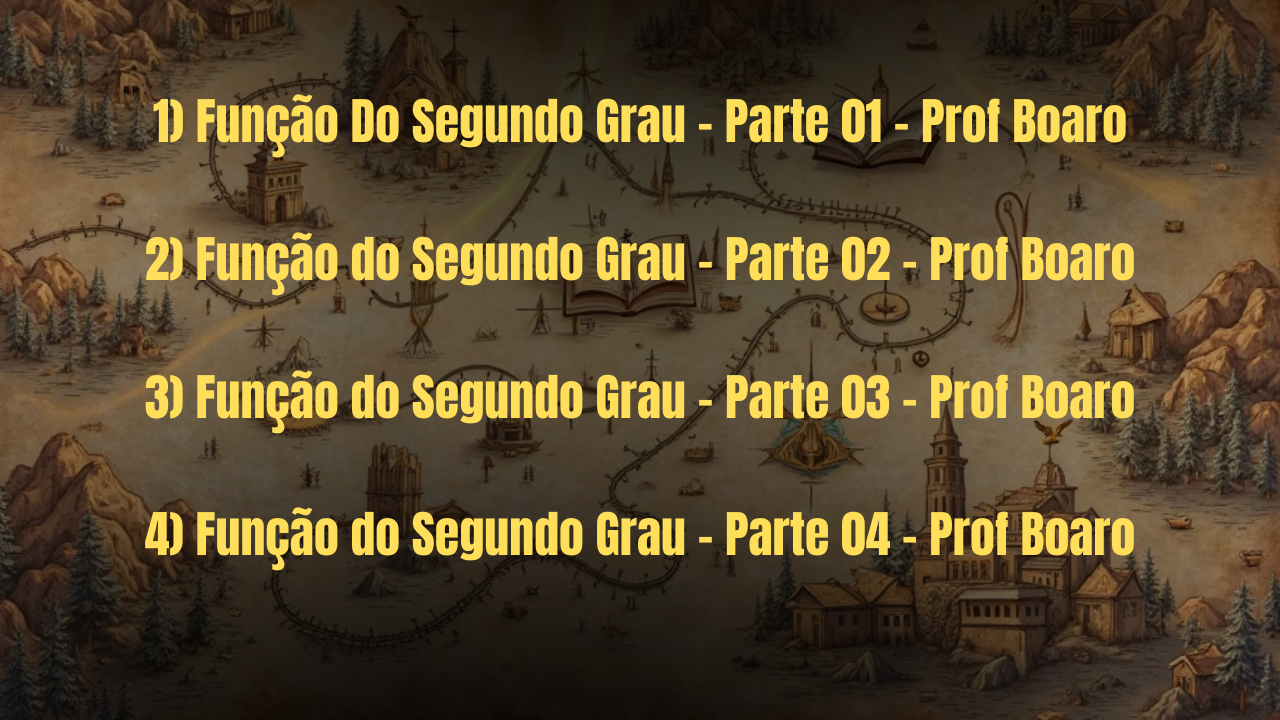 1) Função Do Segundo Grau - Parte 01 - Prof Boaro
2) Função do Segundo Grau - Parte 02 - Prof Boaro
3) Função do Segundo Grau - Parte 03 - Prof Boaro
4) Função do Segundo Grau - Parte 04 - Prof Boaro